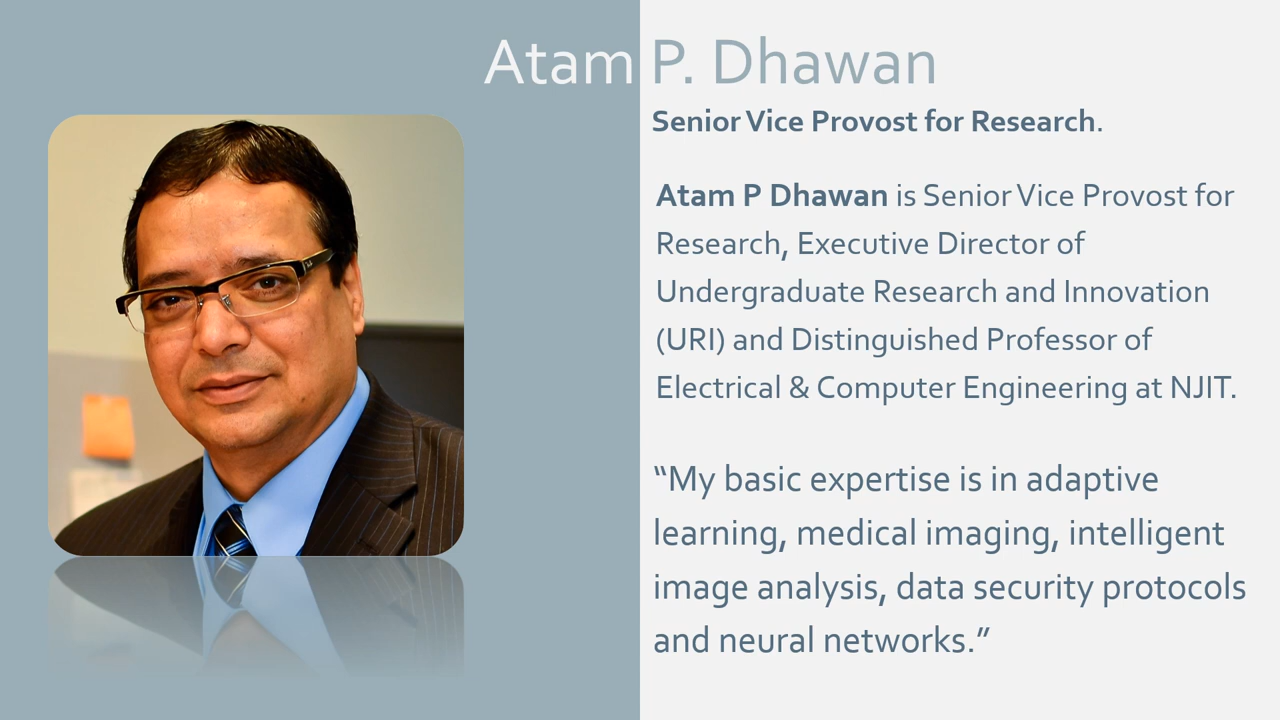 Atam P. Dhawan
Senior Vice Provost for Research.
Atam P Dhawan is Senior Vice Provost for
Research, Executive Director of
Undergraduate Research and Innovation
(URI) and Distinguished Professor of
Electrical & Computer Engineering at NJIT.
“My basic expertise is in adaptive
learning, medical imaging, intelligent
image analysis, data security protocols
and neural networks.”